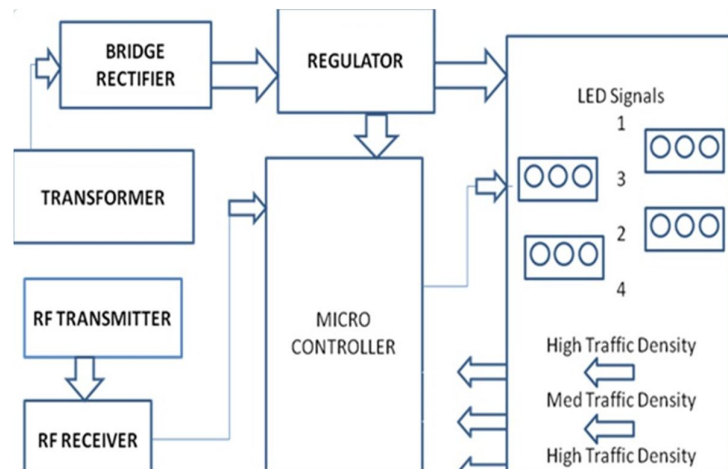 BRIDGE
RECTIFIER
REGULATOR
TRANSFORMER
RF TRANSMITTER
RF RECEIVER
MICRO
CONTROLLER
LED Signals
1
3
2
4
High Traffic Density
Med Traffic Density
High Traffic Density